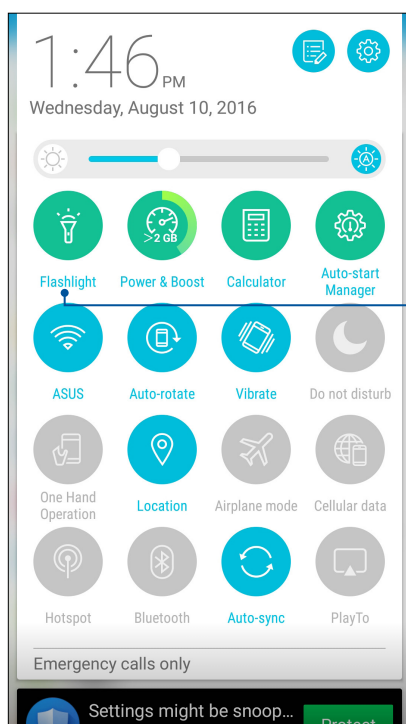 1:46 PM
Wednesday, August 10, 2016
A
>2 GB
Flashlight Power & Boost Calculator Auto-start
Manager
ASUS Auto-rotate Vibrate Do not disturb
One Hand
Operation Location Airplane mode Cellular data
Hotspot Bluetooth Auto-sync PlayTo
Emergency calls only
Settings might be snoop...
Protect